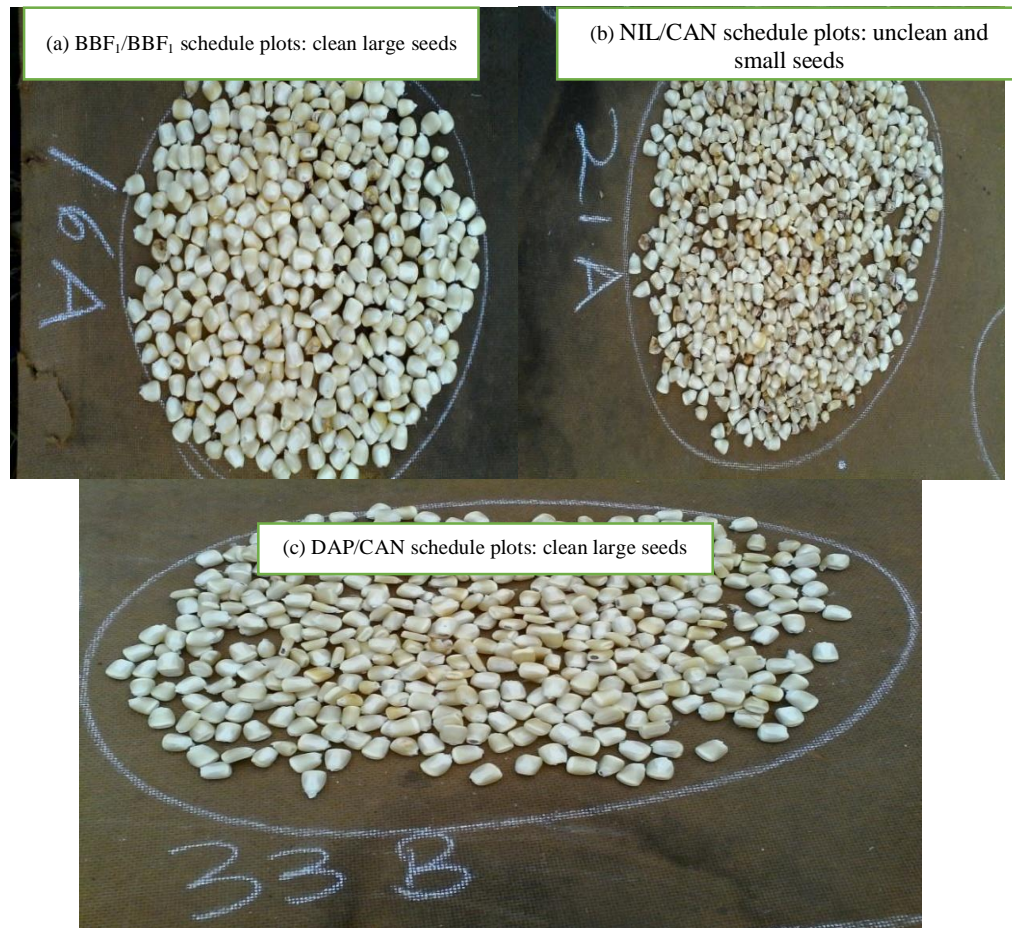 (a) BBF₁/BBF₁ schedule plots: clean large seeds
(b) NIL/CAN schedule plots: unclean and
small seeds
16A
21A
(c) DAP/CAN schedule plots: clean large seeds
33 B